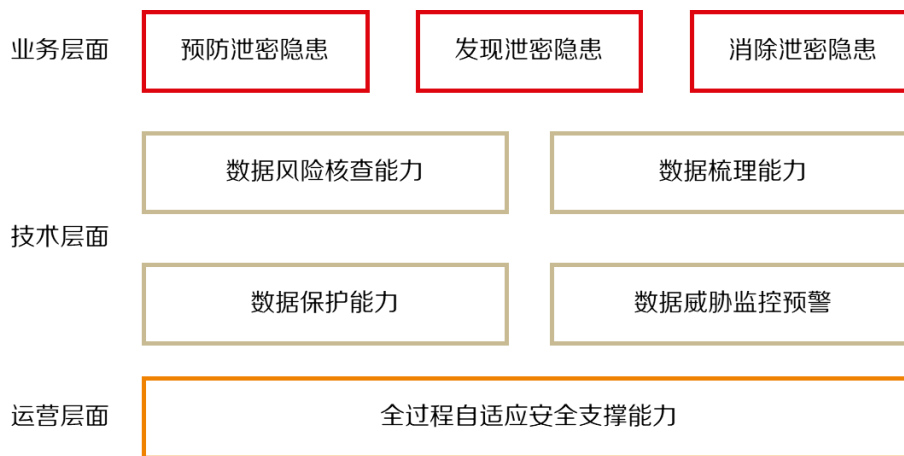 业务层面
预防泄密隐患
发现泄密隐患
消除泄密隐患
技术层面
数据风险核查能力
数据梳理能力
数据保护能力
数据威胁监控预警
运营层面
全过程自适应安全支撑能力